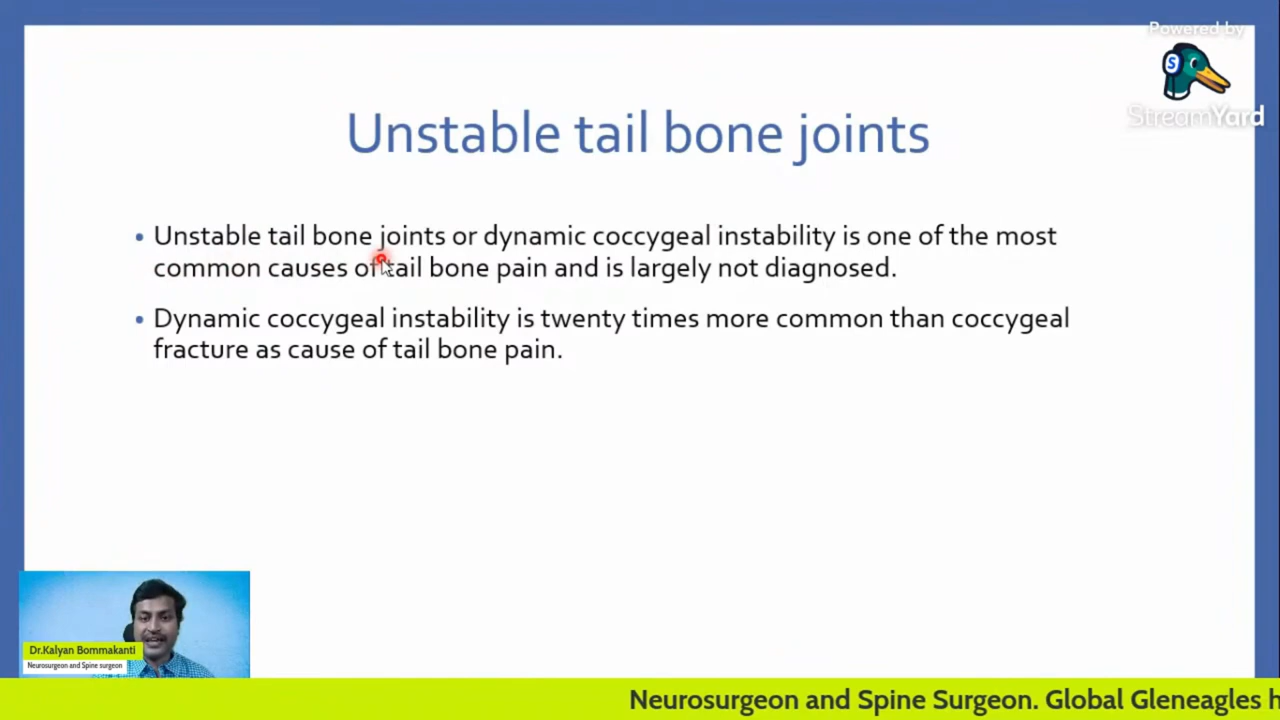 Powered by
S
StreamYard
Unstable tail bone joints
• Unstable tail bone joints or dynamic coccygeal instability is one of the most
common causes of tail bone pain and is largely not diagnosed.
• Dynamic coccygeal instability is twenty times more common than coccygeal
fracture as cause of tail bone pain.
Dr.Kalyan Bommakanti
Neurosurgeon and Spine surgeon
Neurosurgeon and Spine Surgeon. Global Gleneagles h